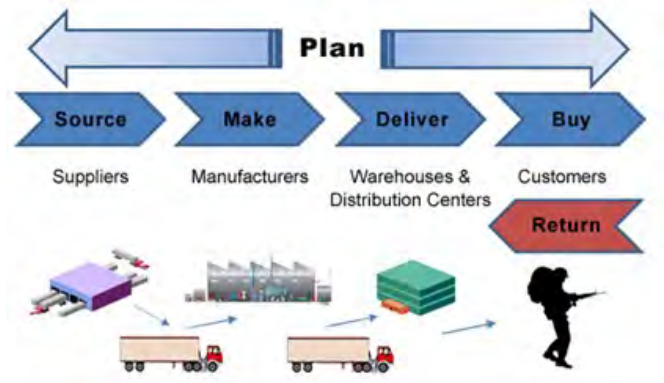 Plan
Source
Make
Deliver
Buy
Suppliers
Manufacturers
Warehouses &
Distribution Centers
Customers
Return